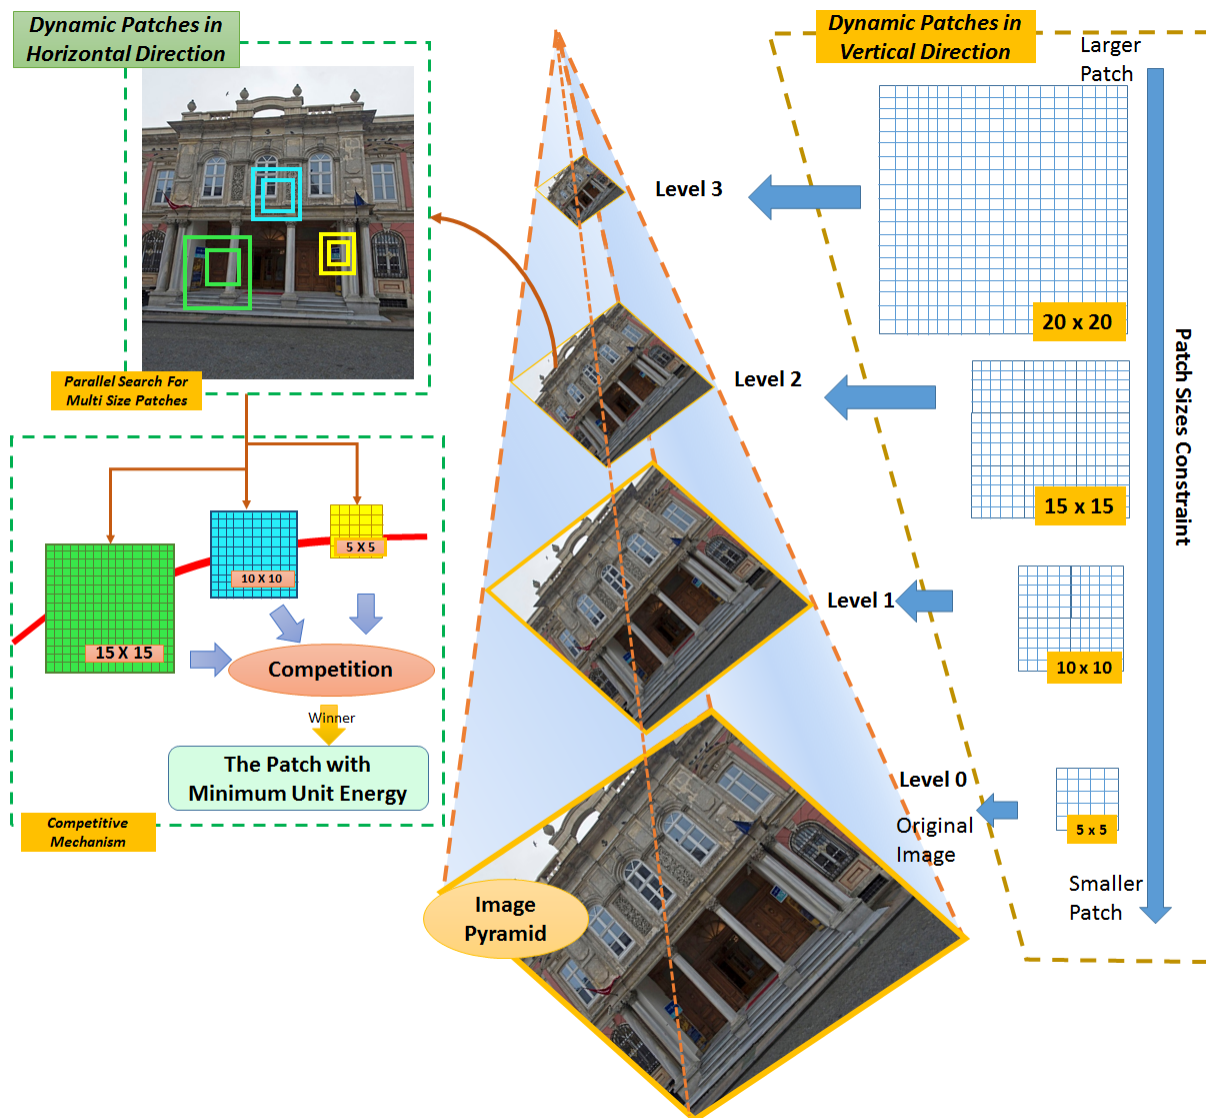 Dynamic Patches in
Horizontal Direction
Parallel Search For
Multi Size Patches
15 X 15
10 X 10
5 X 5
Competition
Winner
The Patch with
Minimum Unit Energy
Competitive
Mechanism
Level 3
Level 2
Level 1
Level 0
Original
Image
Image
Pyramid
Dynamic Patches in
Vertical Direction
Larger
Patch
20 x 20
15 x 15
10 x 10
5 x 5
Smaller
Patch
Patch Sizes Constraint